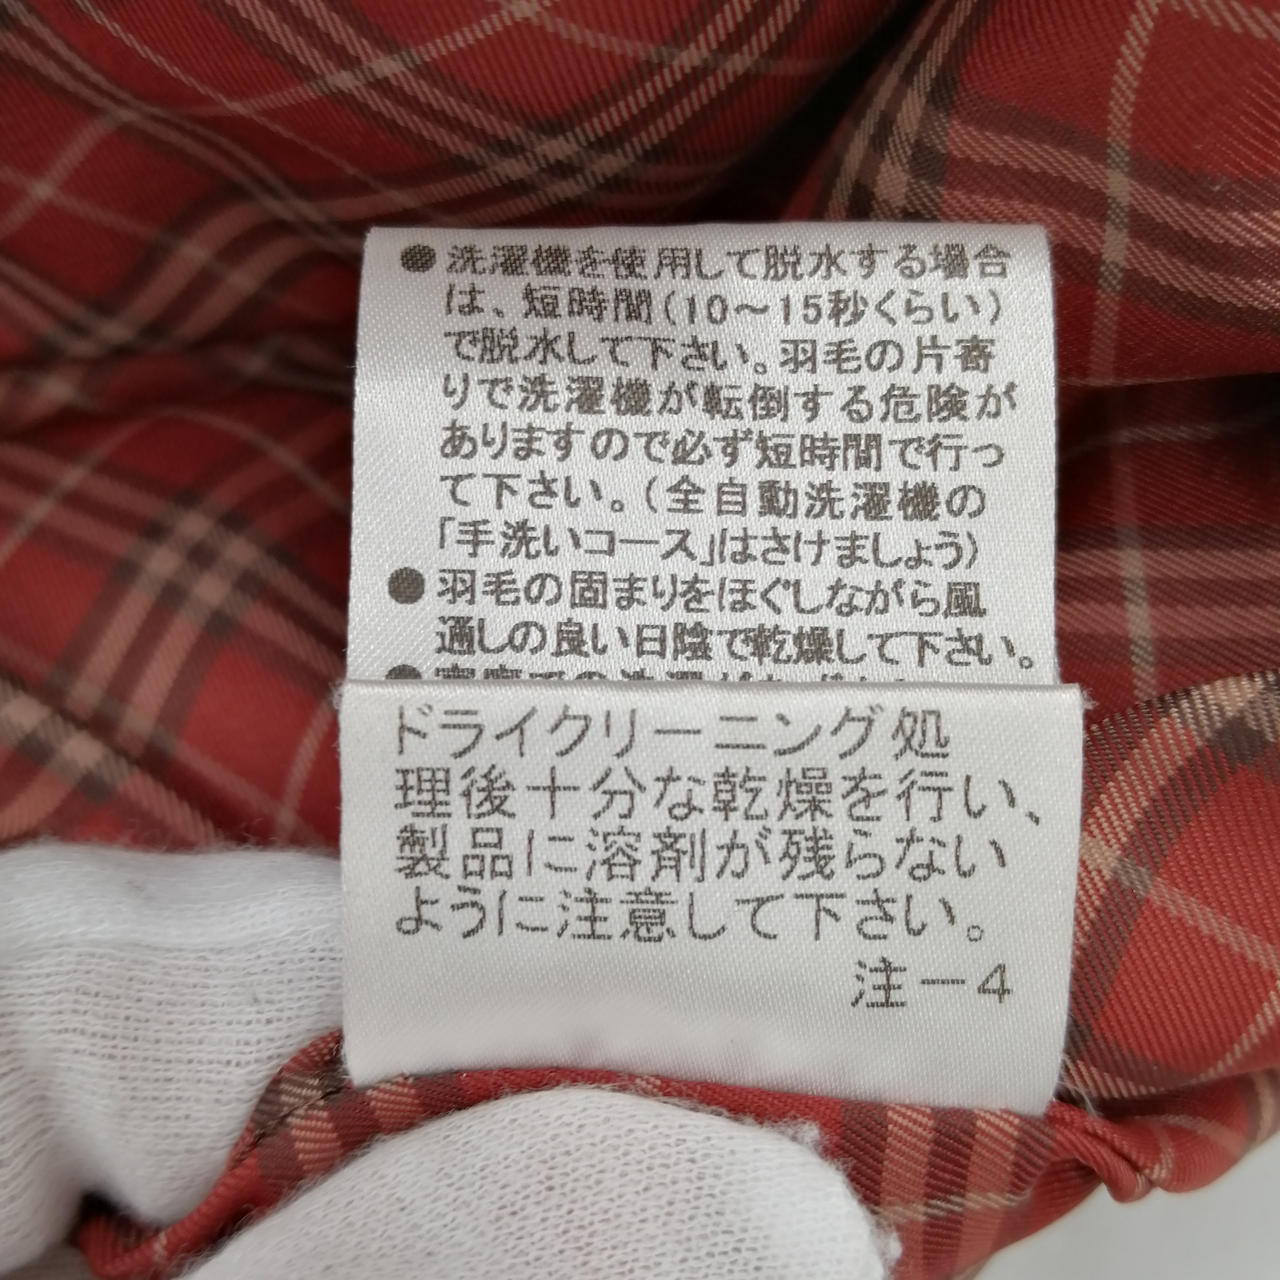 ●洗濯機を使用して脱水する場合
は、短時間(10～15秒くらい)
で脱水して下さい。羽毛の片寄
りで洗濯機が転倒する危険が
ありますので必ず短時間で行っ
て下さい。(全自動洗濯機の
「手洗いコース」はさけましょう)
●羽毛の固まりをほぐしながら風
通しの良い日陰で乾燥して下さい。
ドライクリーニング処
理後十分な乾燥を行い、
製品に溶剤が残らない
ように注意して下さい。
注－4